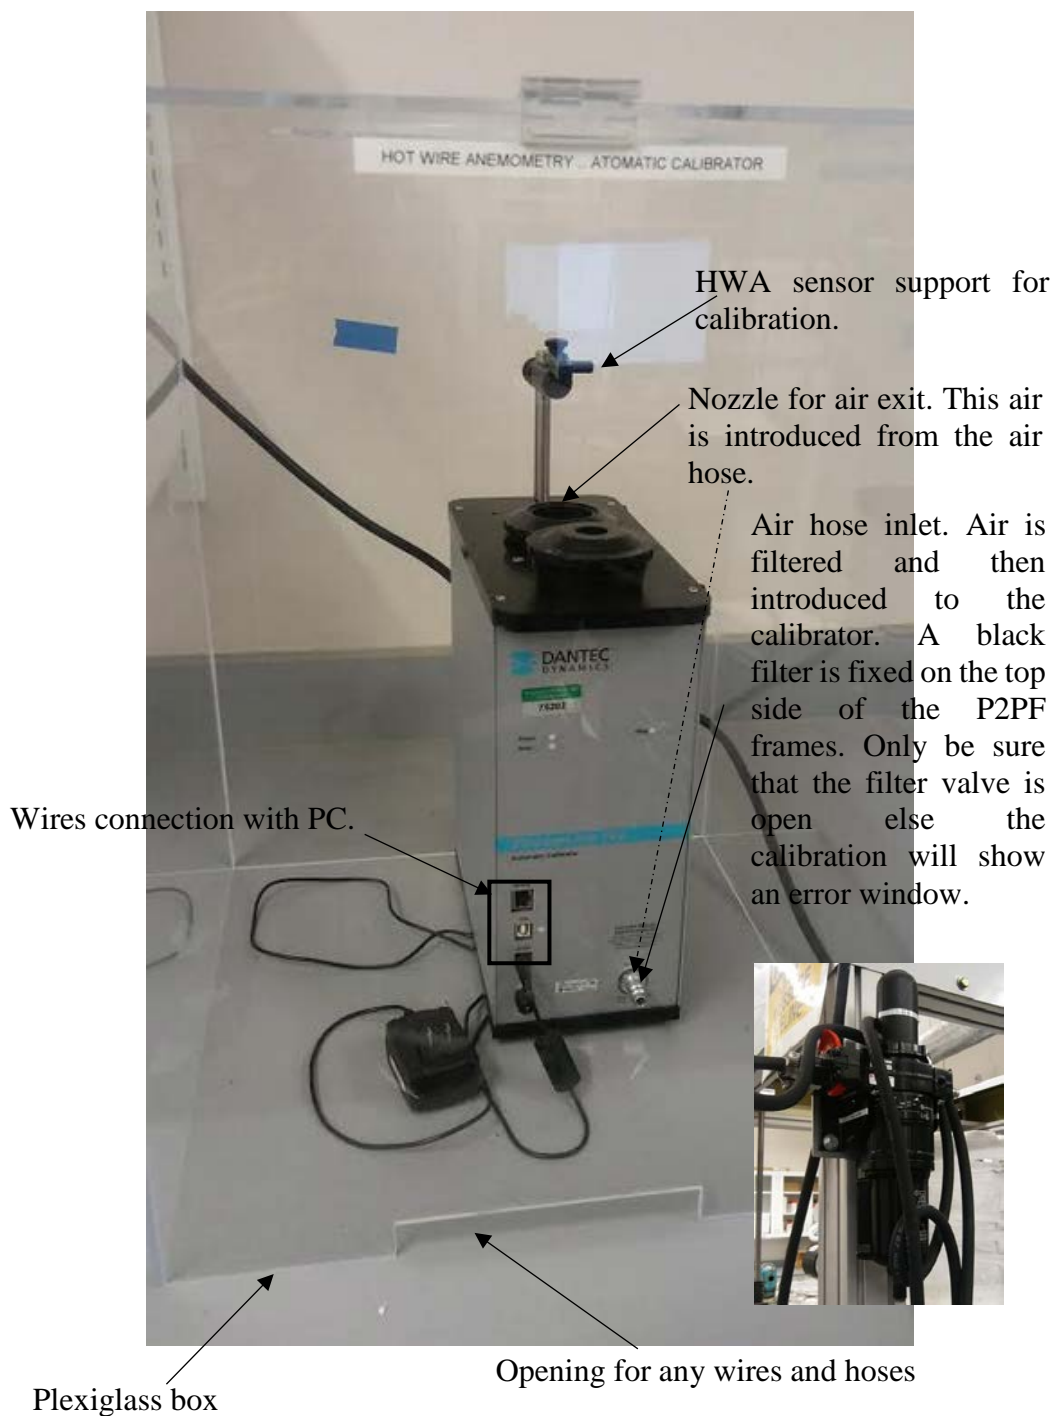 HOT WIRE ANEMOMETRY .. ATOMATIC CALIBRATOR
HWA sensor support for
calibration.
Nozzle for air exit. This air
is introduced from the air
hose.
Air hose inlet. Air is
filtered and then
introduced to the
calibrator. A black
filter is fixed on the top
side of the P2PF
frames. Only be sure
that the filter valve is
open else the
calibration will show
an error window.
DANTEC
DYNAMICS
Wires connection with PC.
Automatic Calibrator
Opening for any wires and hoses
Plexiglass box